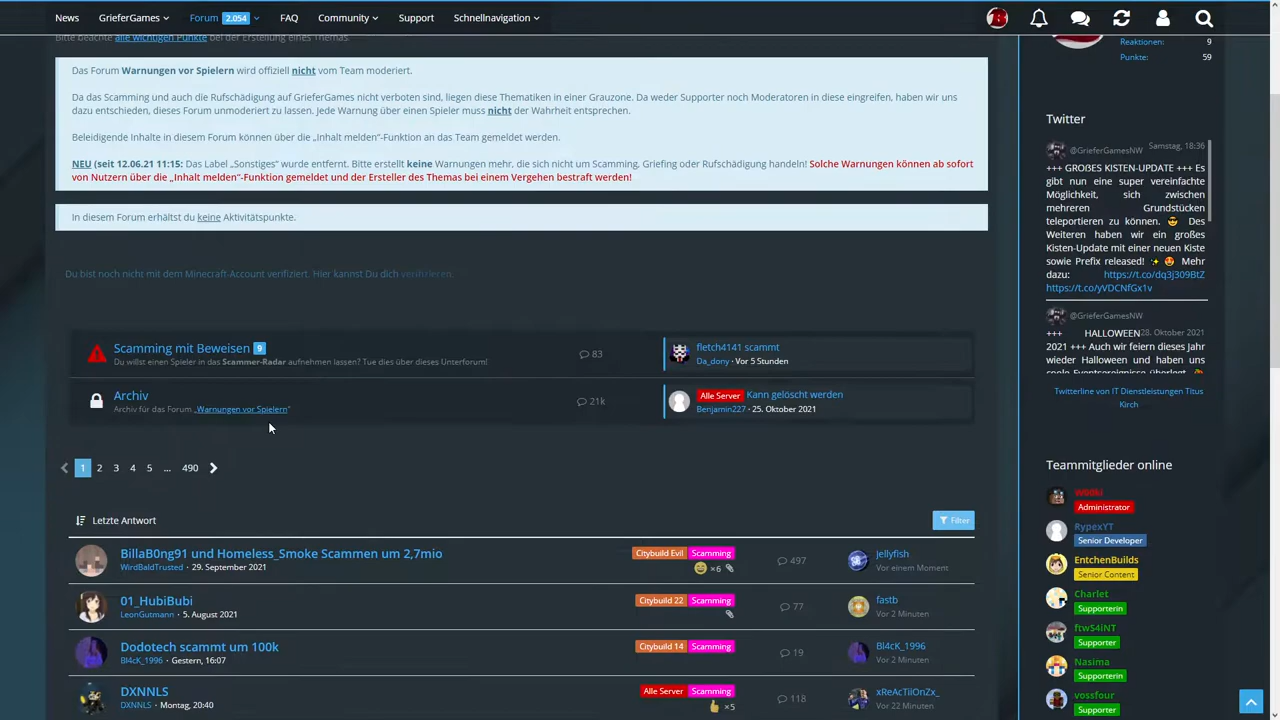 News GrieferGames Forum 2.054 FAQ Community Support Schnellnavigation
Bitte beachte alle wichtigen Punkte bei der Erstellung eines Themas.
Das Forum Warnungen vor Spielern wird offiziell nicht vom Team moderiert.
Da das Scamming und auch die Rufschädigung auf GrieferGames nicht verboten sind, liegen diese Thematiken in einer Grauzone. Da weder Supporter noch Moderatoren in diese eingreifen, haben wir uns
dazu entschieden, dieses Forum unmoderiert zu lassen. Jede Warnung über einen Spieler muss nicht der Wahrheit entsprechen.
Beleidigende Inhalte in diesem Forum können über die „Inhalt melden“-Funktion an das Team gemeldet werden.
NEU (seit 12.06.21 11:15: Das Label „Sonstiges“ wurde entfernt. Bitte erstellt keine Warnungen mehr, die sich nicht um Scamming, Griefing oder Rufschädigung handeln! Solche Warnungen können ab sofort
von Nutzern über die „Inhalt melden“-Funktion gemeldet und der Ersteller des Themas bei einem Vergehen bestraft werden!
In diesem Forum erhältst du keine Aktivitätspunkte.
Du bist noch nicht mit dem Minecraft-Account verifiziert. Hier kannst Du dich verifizieren.
Scamming mit Beweisen 9
Du willst einen Spieler in das Scammer-Radar aufnehmen lassen? Tue dies über dieses Unterforum!
83
fletch4141 scammt
Da_dony · Vor 5 Stunden
Archiv
Archiv für das Forum „Warnungen vor Spielern“
21k
Alle Server Kann gelöscht werden
Benjamin227 · 25. Oktober 2021
1 2 3 4 5 ... 490
Letzte Antwort
Filter
BillaB0ng91 und Homeless_Smoke Scammen um 2,7mio
WirdBaldTrusted · 29. September 2021
Citybuild Evil Scamming
×6
497
jellyfish
Vor einem Moment
01_HubiBubi
LeonGutmann · 5. August 2021
Citybuild 22 Scamming
77
fastb
Vor 2 Minuten
Dodotech scammt um 100k
Bl4cK_1996 · Gestern, 16:07
Citybuild 14 Scamming
19
Bl4cK_1996
Vor 2 Minuten
DXNNLS
DXNNLS · Montag, 20:40
Alle Server Scamming
×5
118
xReAcTiIOnZx_
Vor 22 Minuten
Reaktionen: 9
Punkte: 59
Twitter
@GrieferGamesNW Samstag, 18:36
+++ GROßES KISTEN-UPDATE +++ Es
gibt nun eine super vereinfachte
Möglichkeit, sich zwischen
mehreren Grundstücken
teleportieren zu können. 😎 Des
Weiteren haben wir ein großes
Kisten-Update mit einer neuen Kiste
sowie Prefix released! ✨ 😍 Mehr
dazu: https://t.co/dq3j309BtZ
https://t.co/yVDCNfGx1v
@GrieferGamesNW
28. Oktober 2021
+++ HALLOWEEN
2021 +++ Auch wir feiern dieses Jahr
wieder Halloween und haben uns
coole Eventsereignisse überlegt.
Twitterline von IT Dienstleistungen Titus
Kirch
Teammitglieder online
W00ki
Administrator
RypexYT
Senior Developer
EntchenBuilds
Senior Content
Charlet
Supporterin
ftwS4iNT
Supporter
Nasima
Supporterin
vossfour
Supporter